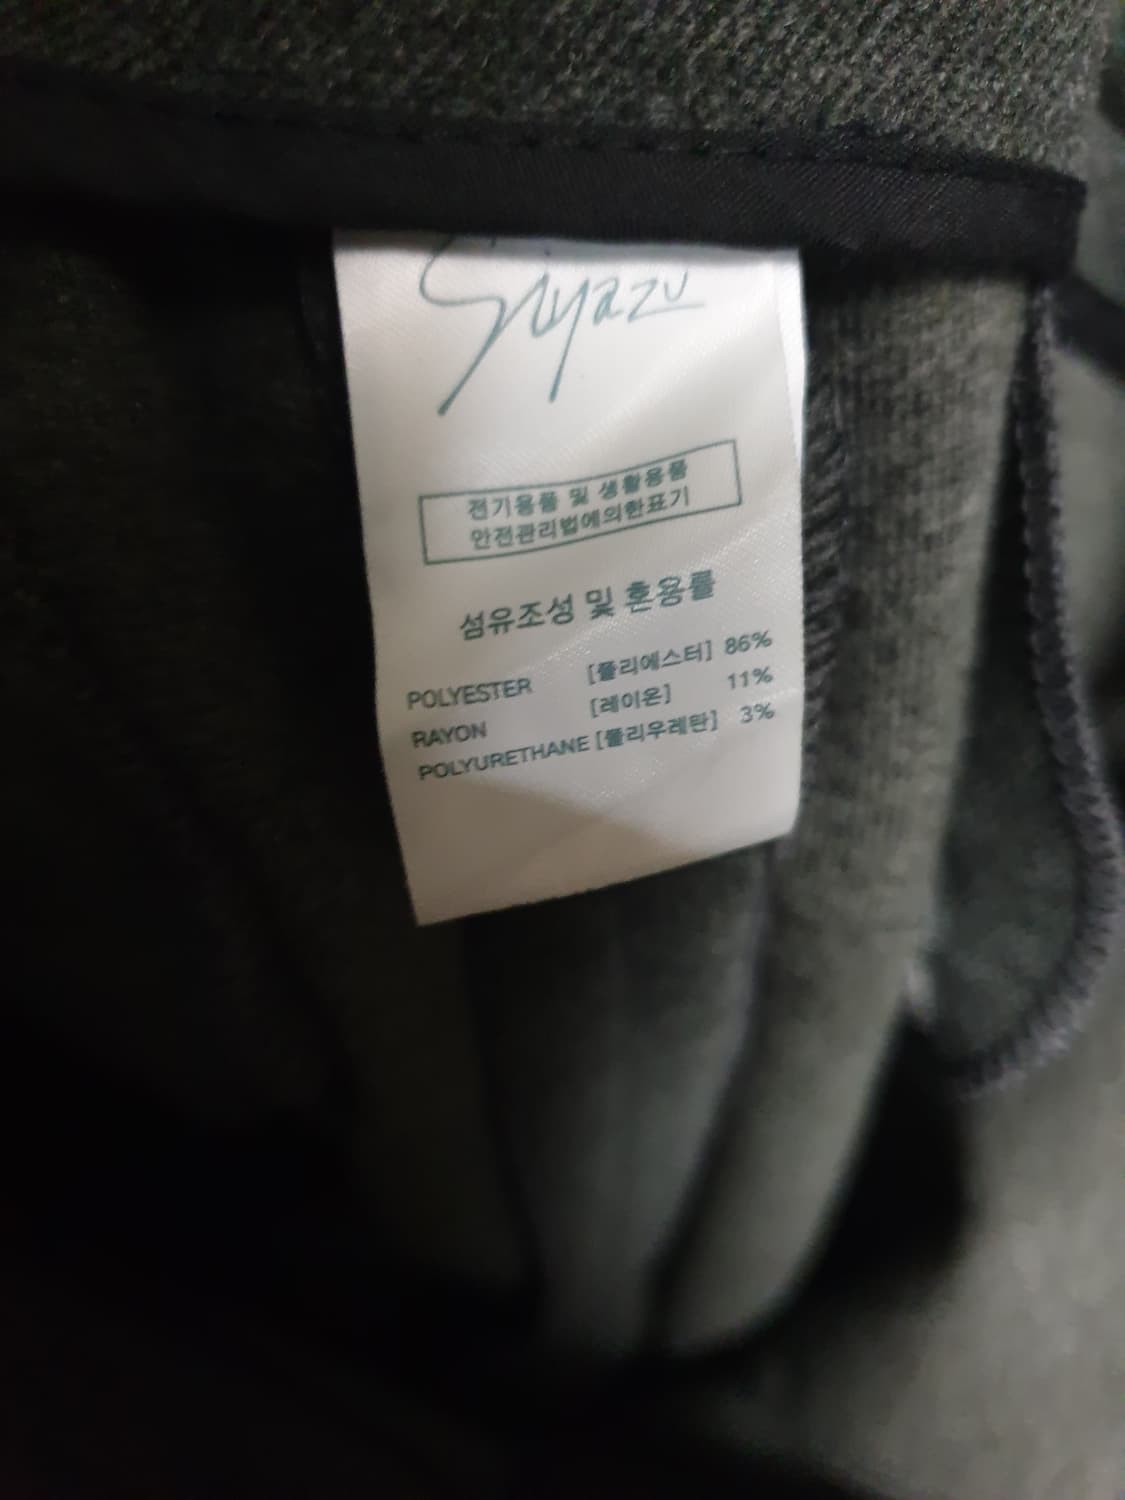 Siyazu
전기용품 및 생활용품
안전관리법에의한표기
섬유조성 및 혼용률
POLYESTER [폴리에스터] 86%
RAYON [레이온] 11%
POLYURETHANE [폴리우레탄] 3%